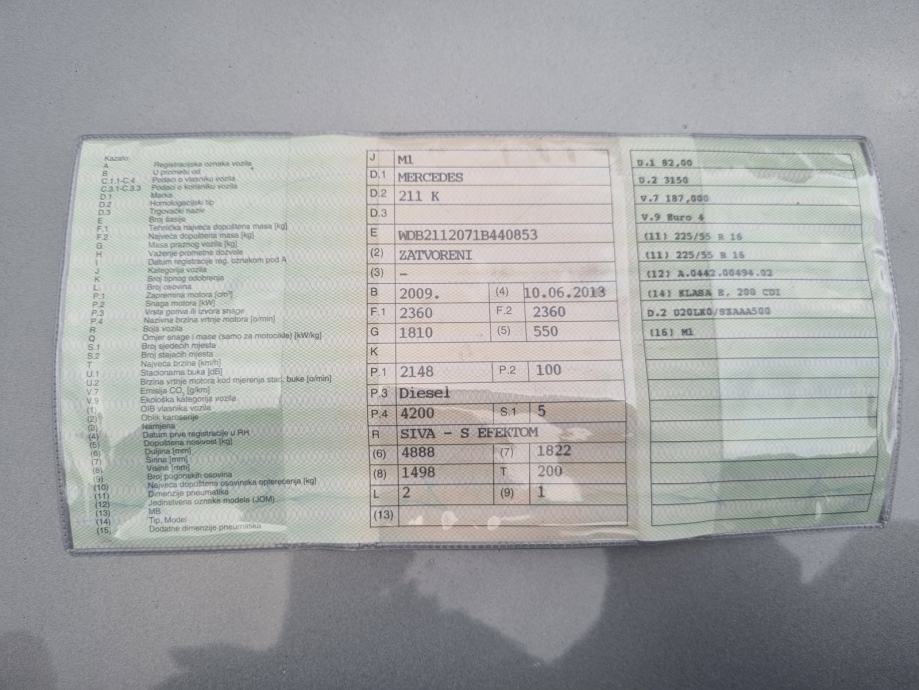 Kazalo:
A Registracijska oznaka vozila
B U prometu od
C.1.1-C.4 Podaci o vlasniku vozila
C.3.1-C.3.3 Podaci o korisniku vozila
D.1 Marka
D.2 Homologacijski tip
D.3 Trgovački naziv
E Broj šasije
F.1 Tehnička najveća dopuštena masa [kg]
F.2 Najveća dopuštena masa [kg]
G Masa praznog vozila [kg]
H Važenje prometne dozvole
I Datum registracije reg. oznakom pod A
J Kategorija vozila
K Broj tipnog odobrenja
L Broj osovina
P.1 Zapremina motora [cm³]
P.2 Snaga motora [kW]
P.3 Vrsta goriva ili izvora snage
P.4 Nazivna brzina vrtnje motora [o/min]
R Boja vozila
Q Omjer snage i mase (samo za motocikle) [kW/kg]
S.1 Broj sjedećih mjesta
S.2 Broj stajaćih mjesta
T Najveća brzina [km/h]
U.1 Stacionarna buka [dB]
U.2 Brzina vrtnje motora kod mjerenja stac. buke [o/min]
V.7 Emisija CO₂ [g/km]
V.9 Ekološka kategorija vozila
(1) OIB vlasnika vozila
(2) Oblik karoserije
(3) Namjena
(4) Datum prve registracije u RH
(5) Dopuštena nosivost [kg]
(6) Duljina [mm]
(7) Širina [mm]
(8) Visina [mm]
(9) Broj pogonskih osovina
(10) Najveća dopuštena osovinska opterećenja [kg]
(11) Dimenzije pneumatika
(12) Jedinstvena oznaka modela (JOM)
(13) MB
(14) Tip, Model
(15) Dodatne dimenzije pneumatika
J M1
D.1 MERCEDES
D.2 211 K
D.3
E WDB2112071B440853
(2) ZATVORENI
(3) –
B 2009. (4) 10.06.2013
F.1 2360 F.2 2360
G 1810 (5) 550
K
P.1 2148 P.2 100
P.3 Diesel
P.4 4200 S.1 5
R SIVA - S EFEKTOM
(6) 4888 (7) 1822
(8) 1498 T 200
L 2 (9) 1
(13)
D.1 82,00
D.2 3150
V.7 187,000
V.9 Euro 4
(11) 225/55 R 16
(11) 225/55 R 16
(12) A.0442.00494.02
(14) KLASA E, 200 CDI
(16) M1